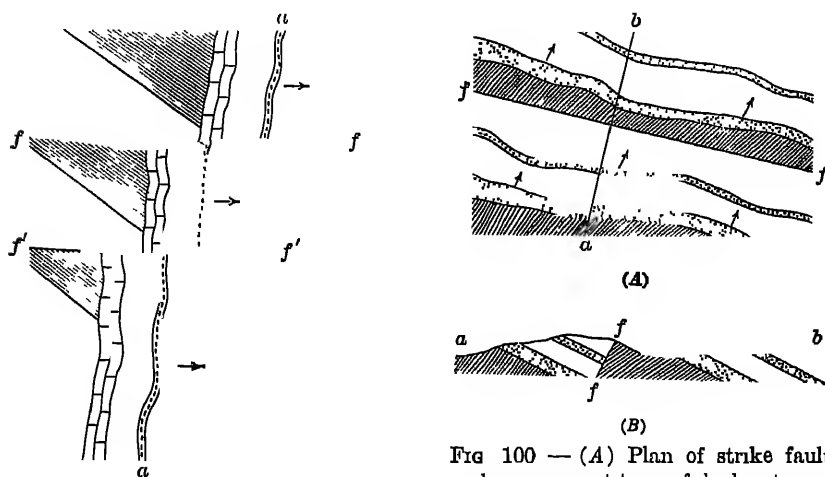 a
f f
f' f'
a
b
f
f
a
(A)
a f b
f
(B)
FIG 100 — (A) Plan of strike faul